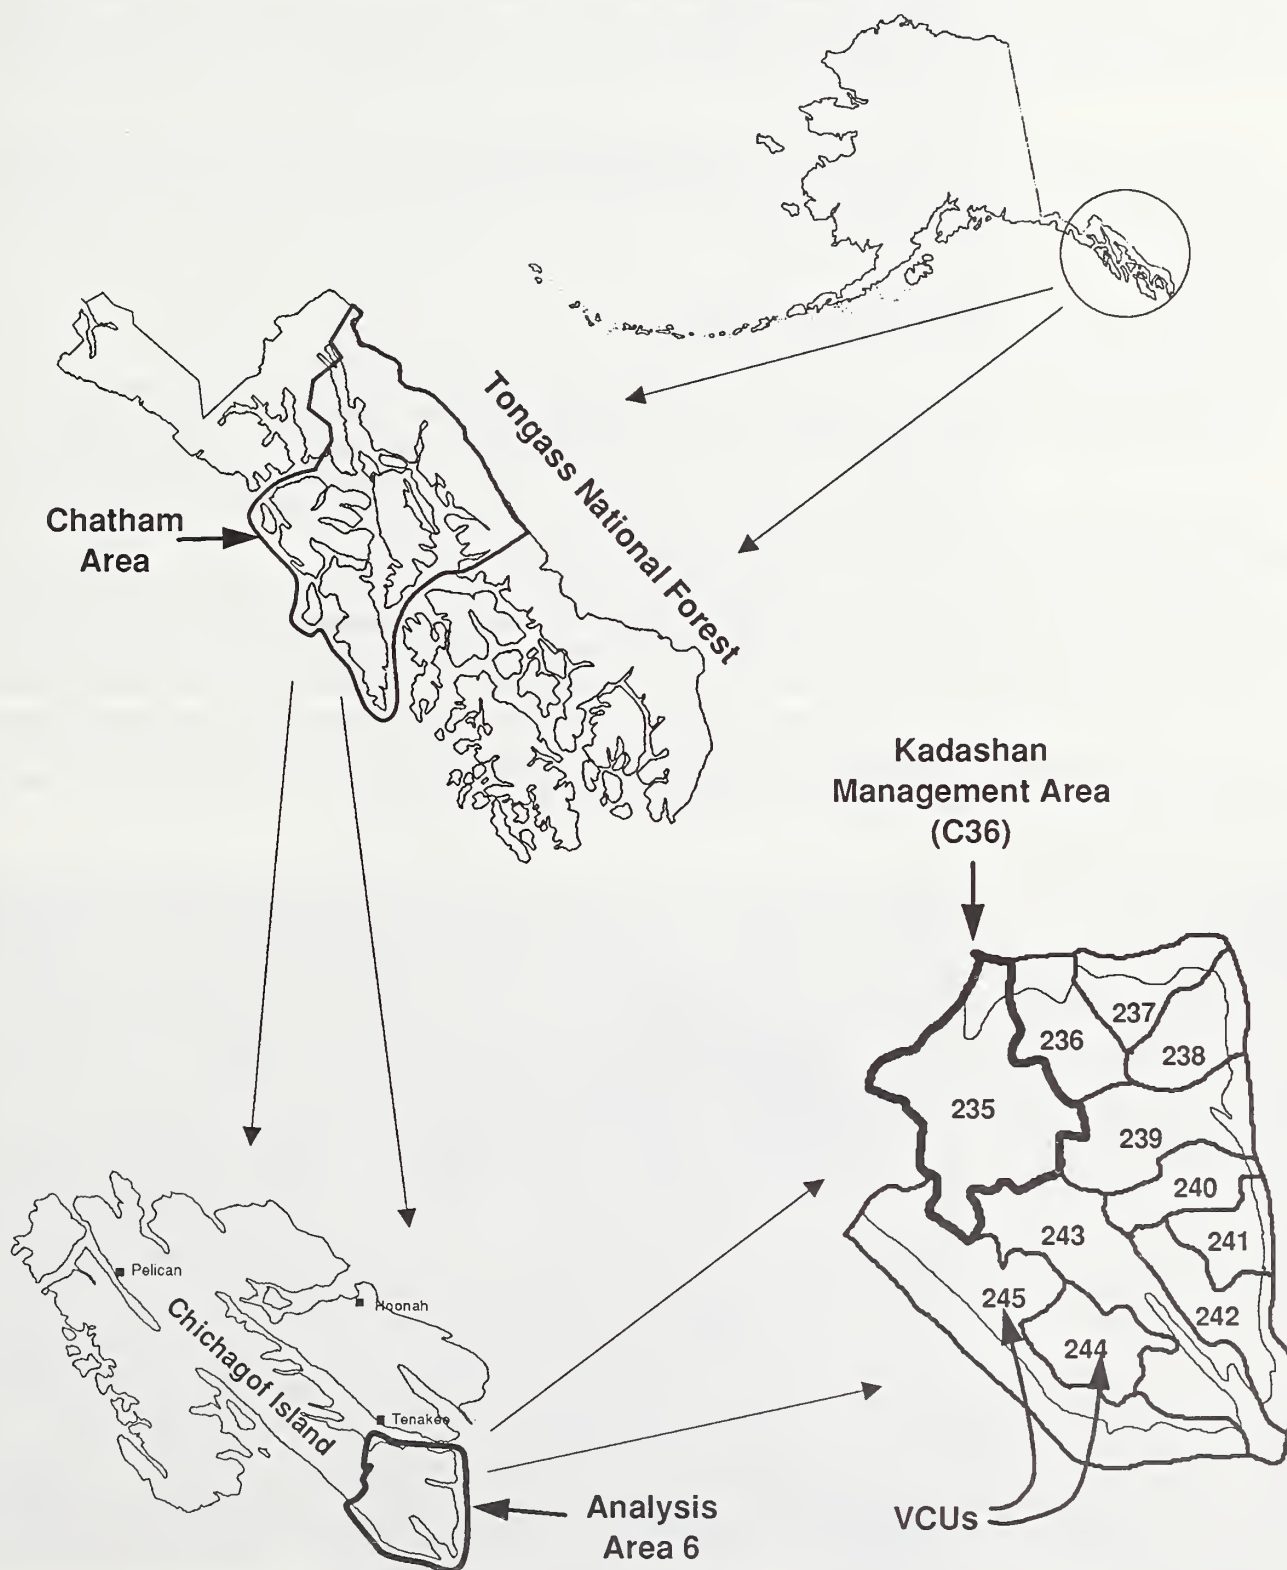 Tongass National Forest
Chatham
Area
Kadashan
Management Area
(C36)
237
236
238
235
239
240
243
241
245
242
244
Pelican
Hoonah
Chichagof Island
Tenakee
Analysis
Area 6
VCUs